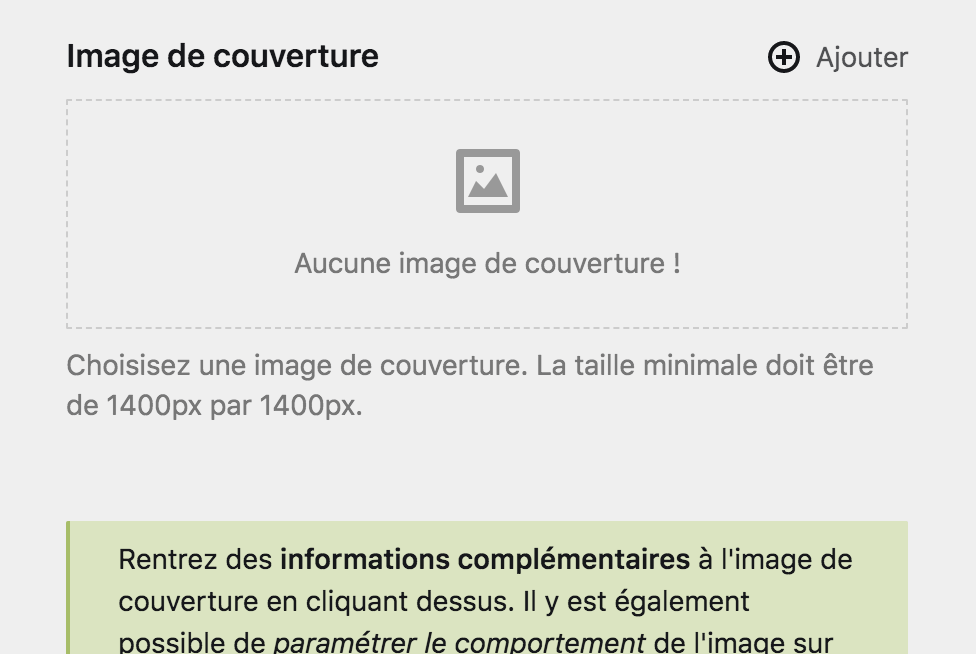 Image de couverture
Ajouter
Aucune image de couverture !
Choisisez une image de couverture. La taille minimale doit être
de 1400px par 1400px.
Rentrez des informations complémentaires à l'image de
couverture en cliquant dessus. Il y est également
possible de paramétrer le comportement de l'image sur